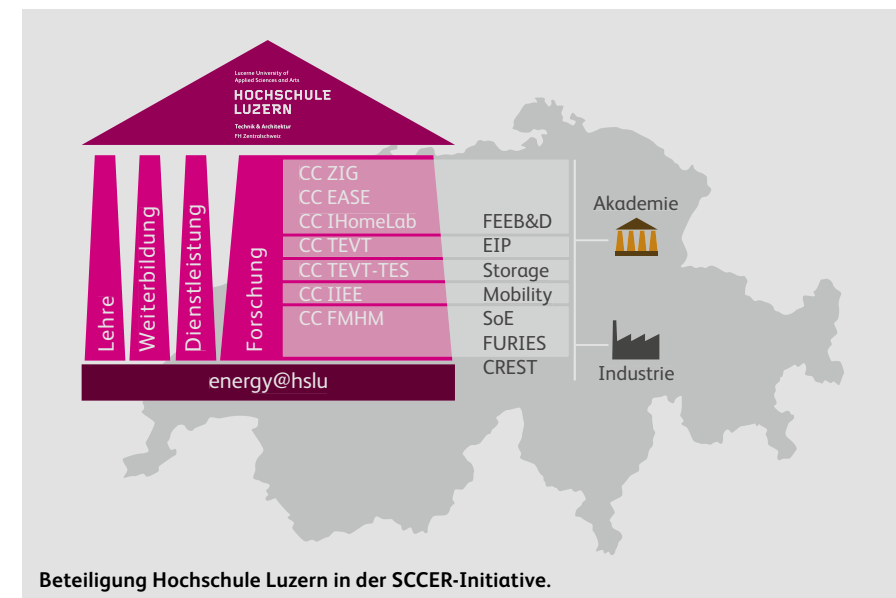 Lucerne University of
Applied Sciences and Arts
HOCHSCHULE
LUZERN
Technik & Architektur
FH Zentralschweiz
Lehre
Weiterbildung
Dienstleistung
Forschung
CC ZIG
CC EASE
CC IHomeLab
CC TEVT
CC TEVT-TES
CC IIEE
CC FMHM
FEEB&D
EIP
Storage
Mobility
SoE
FURIES
CREST
Akademie
Industrie
energy@hslu
Beteiligung Hochschule Luzern in der SCCER-Initiative.